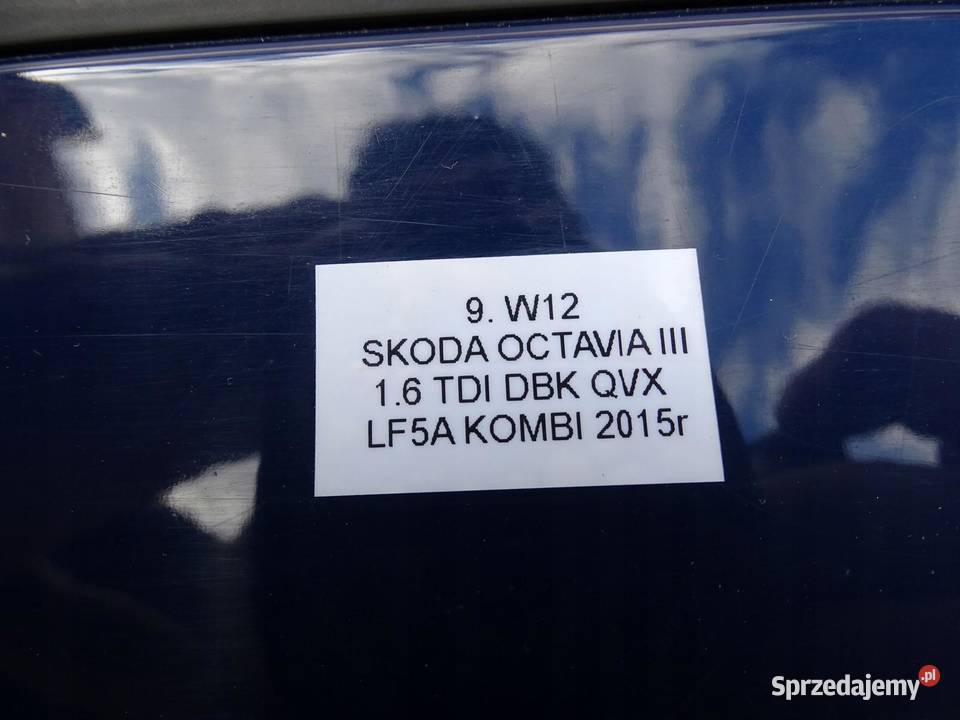 9. W12
SKODA OCTAVIA III
1.6 TDI DBK QVX
LF5A KOMBI 2015r
Sprzedajemy.pl